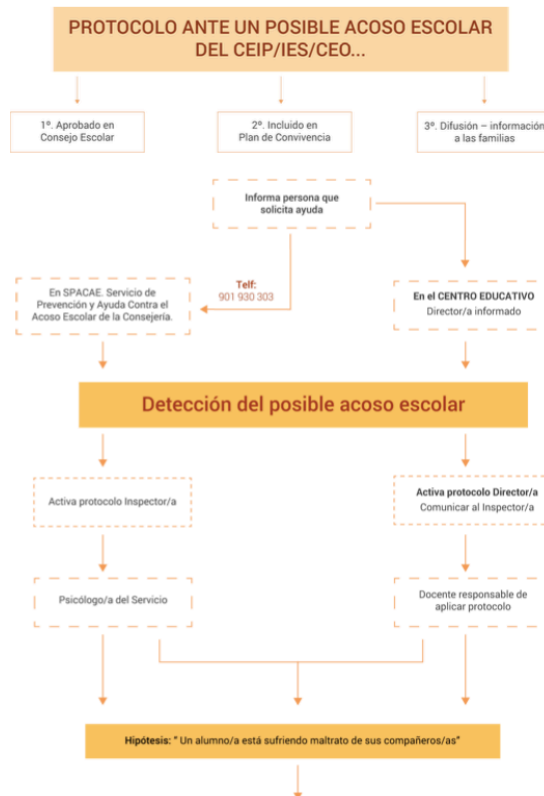 PROTOCOLO ANTE UN POSIBLE ACOSO ESCOLAR
DEL CEIP/IES/CEO...
1º. Aprobado en
Consejo Escolar
2º. Incluido en
Plan de Convivencia
3º. Difusión – información
a las familias
Informa persona que
solicita ayuda
Telf:
901 930 303
En SPACAE. Servicio de
Prevención y Ayuda Contra el
Acoso Escolar de la Consejería.
En el CENTRO EDUCATIVO
Director/a informado
Detección del posible acoso escolar
Activa protocolo Inspector/a
Activa protocolo Director/a
Comunicar al Inspector/a
Psicólogo/a del Servicio
Docente responsable de
aplicar protocolo
Hipótesis: “ Un alumno/a está sufriendo maltrato de sus compañeros/as”